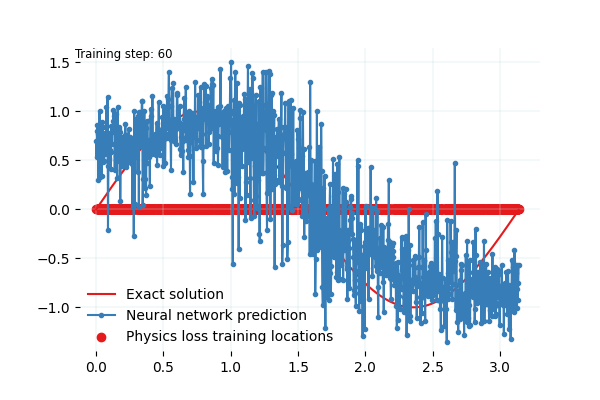 Training step: 60
1.5
1.0
0.5
0.0
−0.5
−1.0
Exact solution
Neural network prediction
Physics loss training locations
0.0 0.5 1.0 1.5 2.0 2.5 3.0